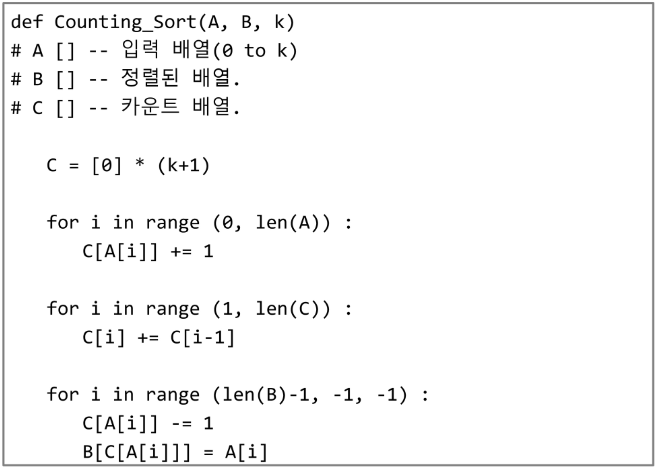 def Counting_Sort(A, B, k)
# A [] -- 입력 배열(0 to k)
# B [] -- 정렬된 배열.
# C [] -- 카운트 배열.
C = [0] * (k+1)
for i in range (0, len(A)) :
C[A[i]] += 1
for i in range (1, len(C)) :
C[i] += C[i-1]
for i in range (len(B)-1, -1, -1) :
C[A[i]] -= 1
B[C[A[i]]] = A[i]